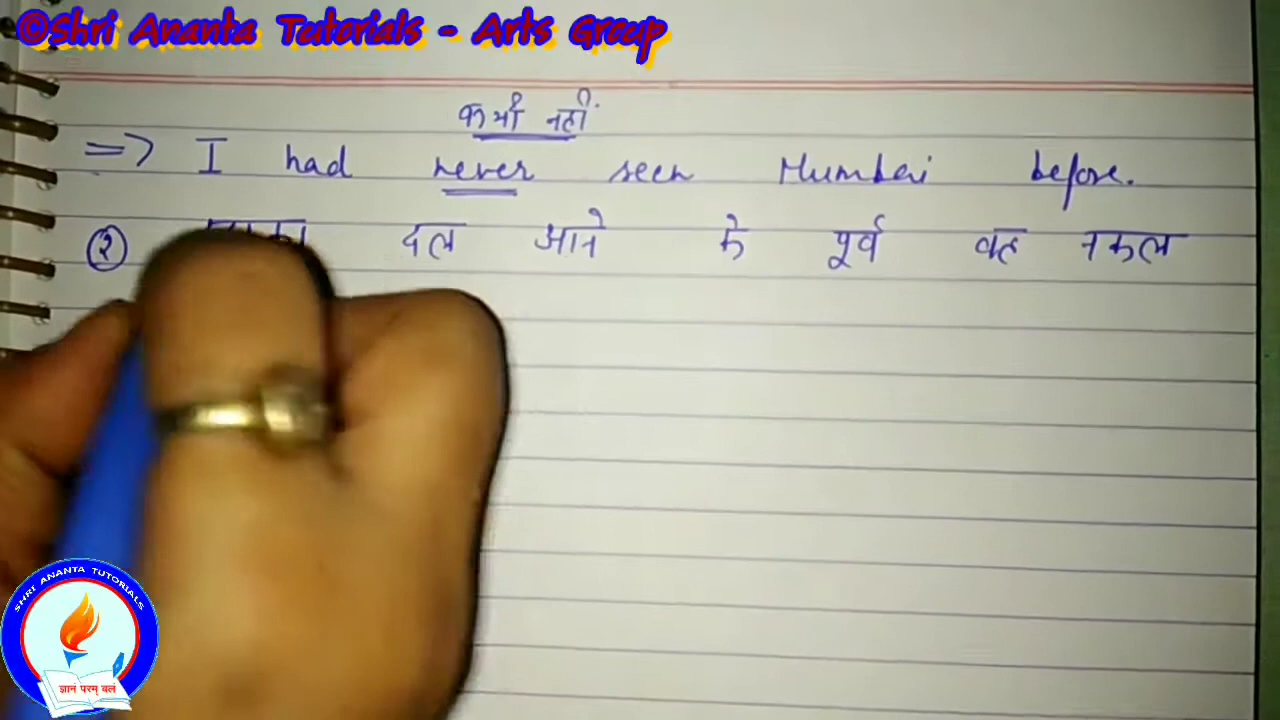 ©Shri Ananta Tutorials - Arts Group
कभी नहीं
=> I had never seen Mumbai before.
(२) दल आने के पूर्व वह नकल
SHRI ANANTA TUTORIALS
ज्ञानं परमं बलं